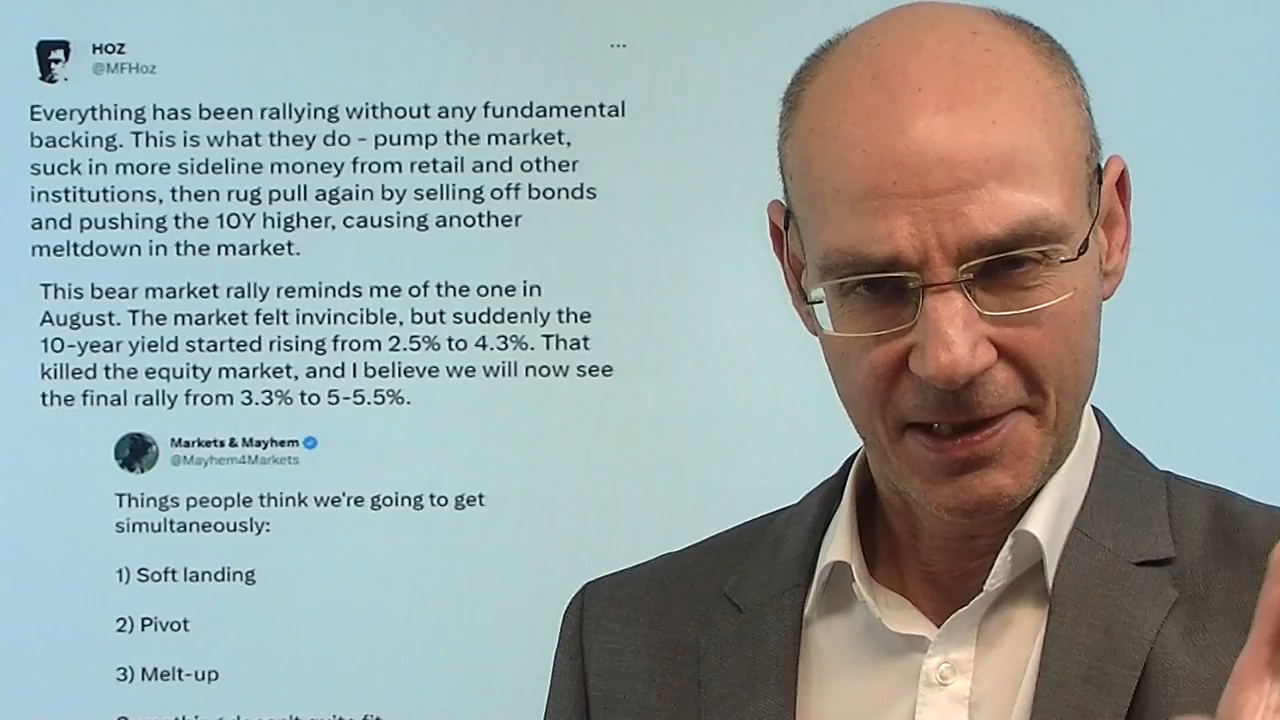 HOZ
@MFHoz
Everything has been rallying without any fundamental
backing. This is what they do - pump the market,
suck in more sideline money from retail and other
institutions, then rug pull again by selling off bonds
and pushing the 10Y higher, causing another
meltdown in the market.
This bear market rally reminds me of the one in
August. The market felt invincible, but suddenly the
10-year yield started rising from 2.5% to 4.3%. That
killed the equity market, and I believe we will now see
the final rally from 3.3% to 5-5.5%.
Markets & Mayhem
@Mayhem4Markets
Things people think we're going to get
simultaneously:
1) Soft landing
2) Pivot
3) Melt-up
Something doesn't quite fit